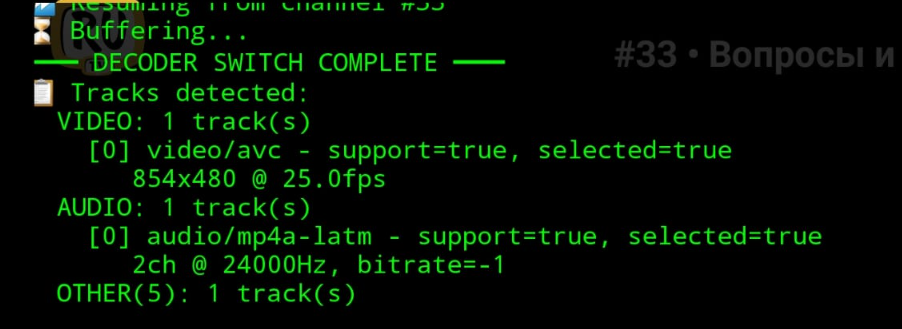 Resuming from channel #33
⏳ Buffering...
━━━ DECODER SWITCH COMPLETE ━━━
#33 • Вопросы и
📋 Tracks detected:
VIDEO: 1 track(s)
[0] video/avc - support=true, selected=true
854x480 @ 25.0fps
AUDIO: 1 track(s)
[0] audio/mp4a-latm - support=true, selected=true
2ch @ 24000Hz, bitrate=-1
OTHER(5): 1 track(s)